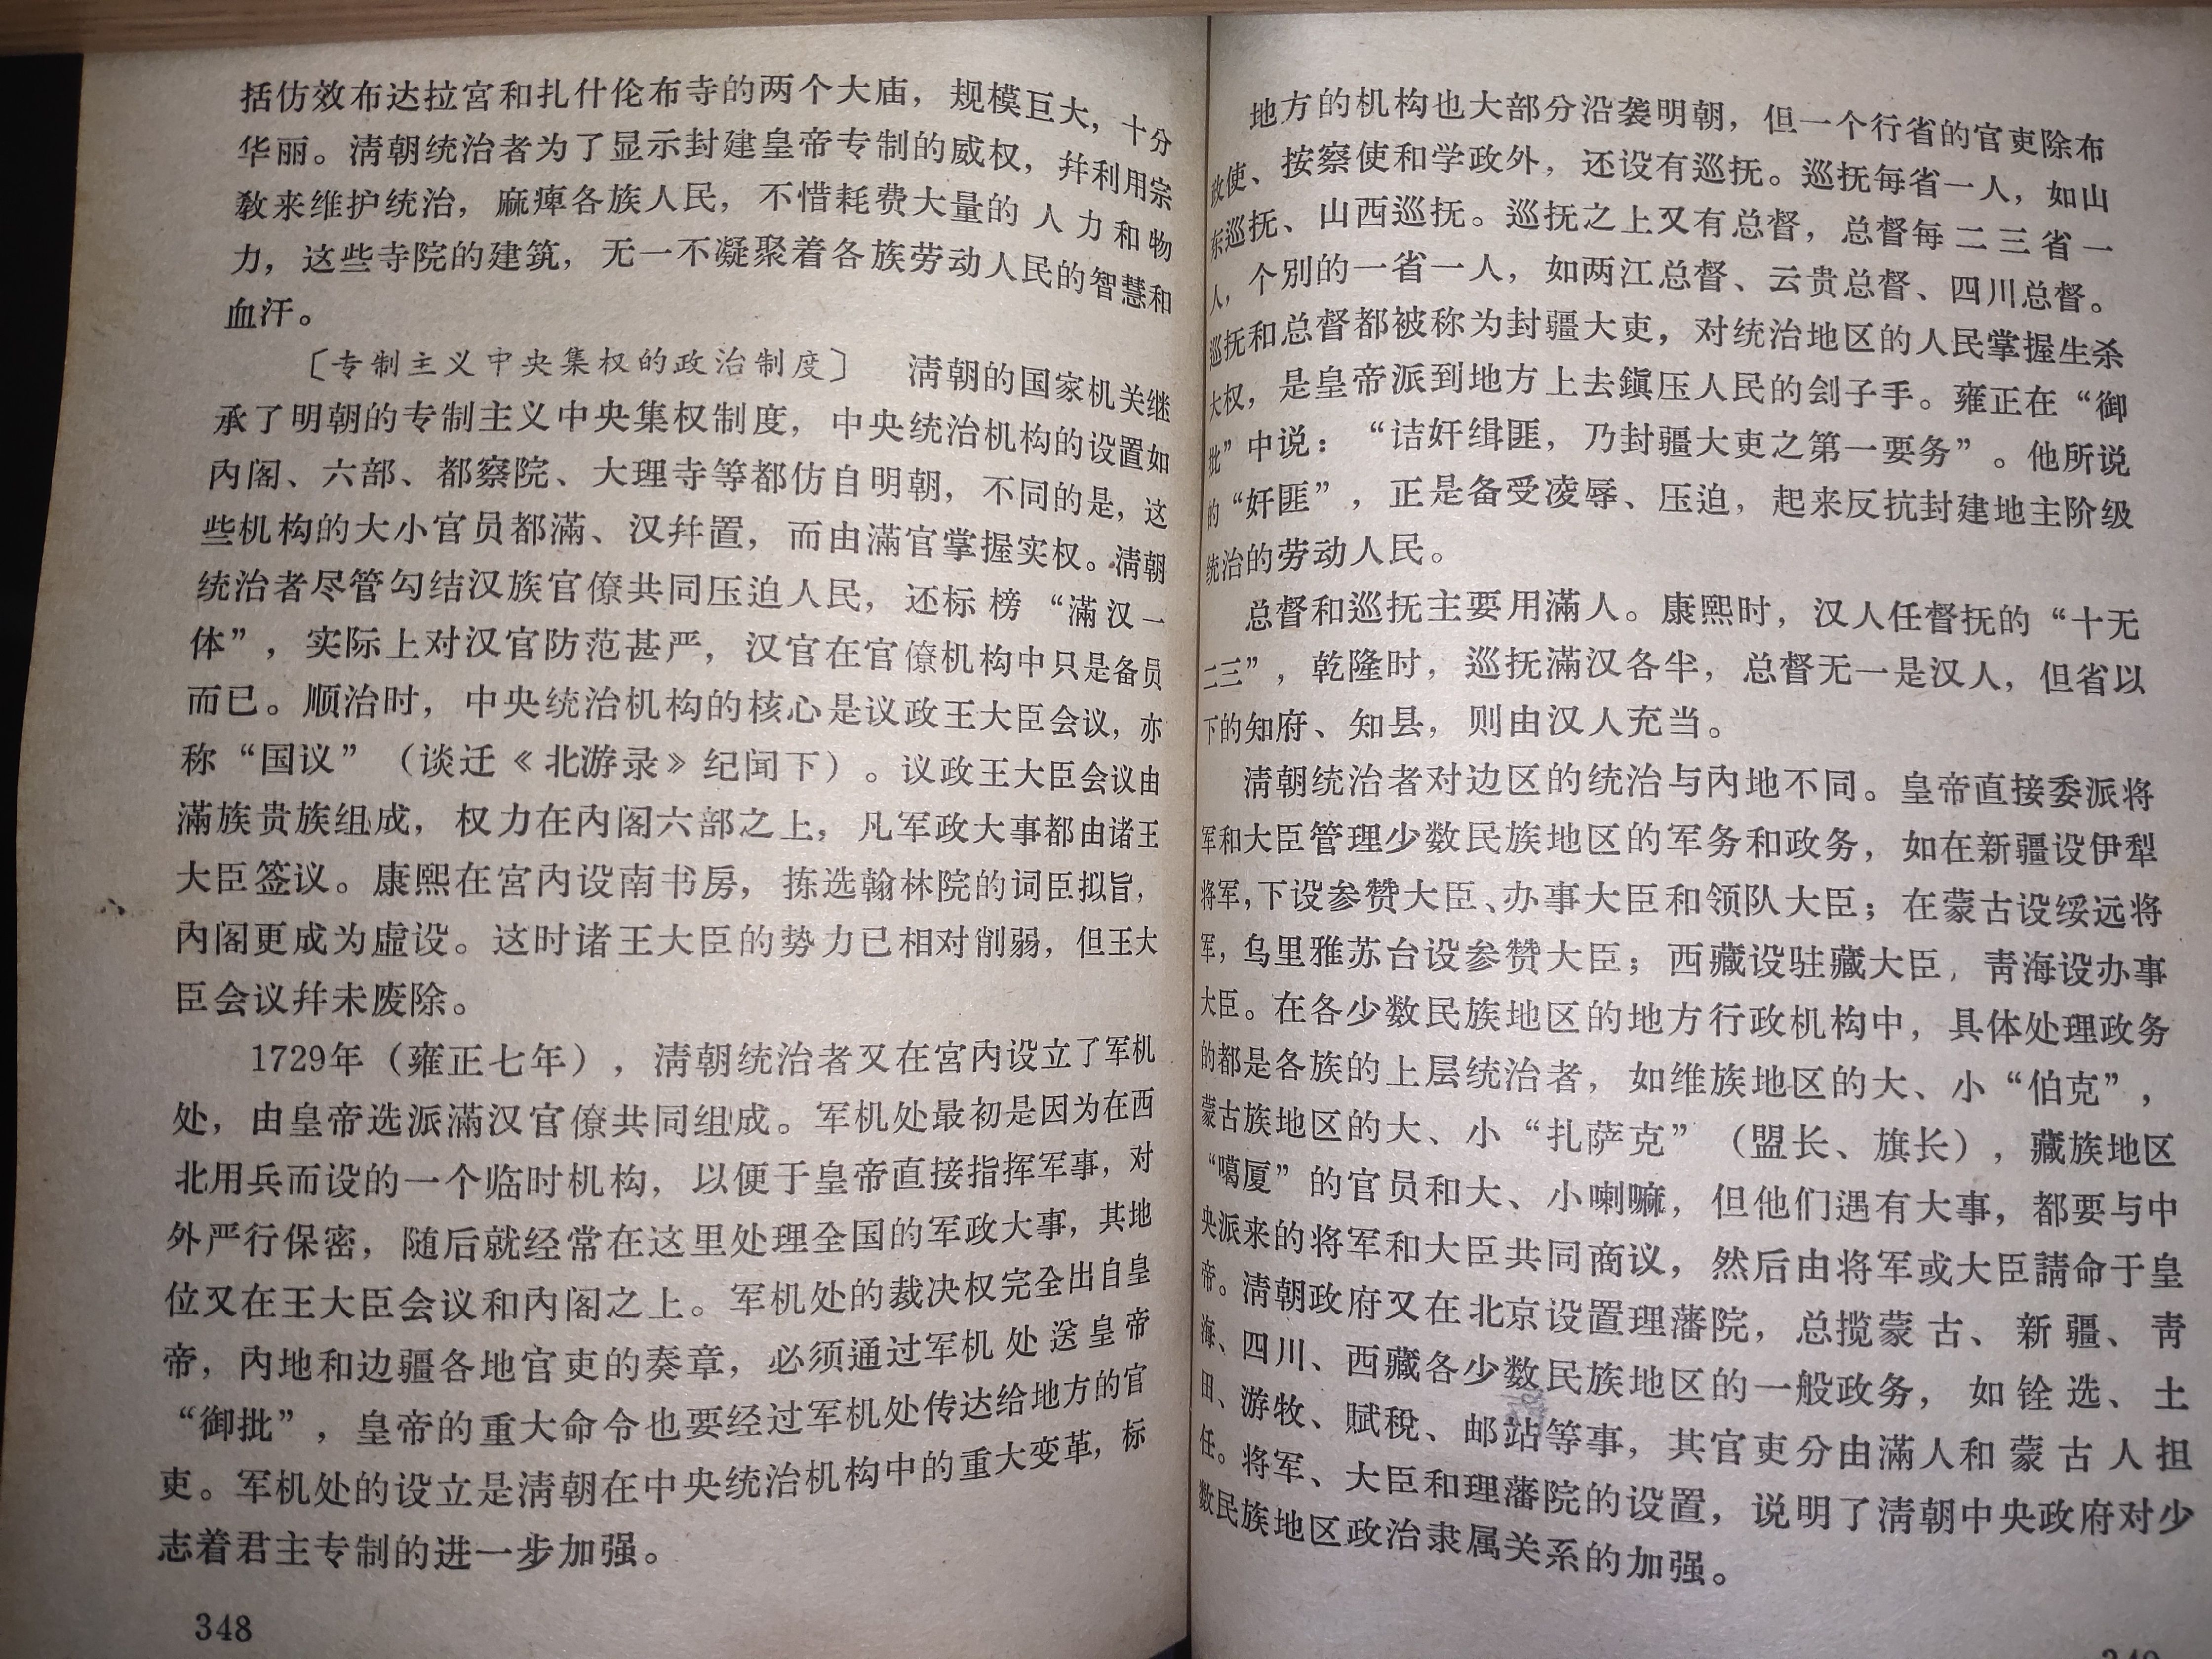 括仿效布达拉宫和扎什伦布寺的两个大庙，规模巨大，十分
华丽。清朝统治者为了显示封建皇帝专制的威权，幷利用宗
教来维护统治，麻痺各族人民，不惜耗费大量的人力和物
力，这些寺院的建筑，无一不凝聚着各族劳动人民的智慧和
血汗。
〔专制主义中央集权的政治制度〕 清朝的国家机关继
承了明朝的专制主义中央集权制度，中央统治机构的设置如
內阁、六部、都察院、大理寺等都仿自明朝，不同的是，这
些机构的大小官员都滿、汉幷置，而由滿官掌握实权。清朝
统治者尽管勾结汉族官僚共同压迫人民，还标榜“滿汉一
体”，实际上对汉官防范甚严，汉官在官僚机构中只是备员
而已。顺治时，中央统治机构的核心是议政王大臣会议，亦
称“国议”（谈迁《北游录》纪闻下）。议政王大臣会议由
滿族贵族组成，权力在內阁六部之上，凡军政大事都由诸王
大臣签议。康熙在宫內设南书房，拣选翰林院的词臣拟旨，
內阁更成为虚设。这时诸王大臣的势力已相对削弱，但王大
臣会议幷未废除。
1729年（雍正七年），清朝统治者又在宫內设立了军机
处，由皇帝选派滿汉官僚共同组成。军机处最初是因为在西
北用兵而设的一个临时机构，以便于皇帝直接指挥军事，对
外严行保密，随后就经常在这里处理全国的军政大事，其地
位又在王大臣会议和內阁之上。军机处的裁决权完全出自皇
帝，內地和边疆各地官吏的奏章，必须通过军机处送皇帝
“御批”，皇帝的重大命令也要经过军机处传达给地方的官
吏。军机处的设立是清朝在中央统治机构中的重大变革，标
志着君主专制的进一步加强。
348
地方的机构也大部分沿袭明朝，但一个行省的官吏除布
政使、按察使和学政外，还设有巡抚。巡抚每省一人，如山
东巡抚、山西巡抚。巡抚之上又有总督，总督每二三省一
人，个别的一省一人，如两江总督、云贵总督、四川总督。
巡抚和总督都被称为封疆大吏，对统治地区的人民掌握生杀
大权，是皇帝派到地方上去鎭压人民的刽子手。雍正在“御
批”中说：“诘奸缉匪，乃封疆大吏之第一要务”。他所说
的“奸匪”，正是备受凌辱、压迫，起来反抗封建地主阶级
统治的劳动人民。
总督和巡抚主要用滿人。康熙时，汉人任督抚的“十无
二三”，乾隆时，巡抚滿汉各半，总督无一是汉人，但省以
下的知府、知县，则由汉人充当。
清朝统治者对边区的统治与內地不同。皇帝直接委派将
军和大臣管理少数民族地区的军务和政务，如在新疆设伊犁
将军，下设参赞大臣、办事大臣和领队大臣；在蒙古设绥远将
军，乌里雅苏台设参赞大臣；西藏设驻藏大臣，青海设办事
大臣。在各少数民族地区的地方行政机构中，具体处理政务
的都是各族的上层统治者，如维族地区的大、小“伯克”，
蒙古族地区的大、小“扎萨克”（盟长、旗长），藏族地区
“噶厦”的官员和大、小喇嘛，但他们遇有大事，都要与中
央派来的将军和大臣共同商议，然后由将军或大臣請命于皇
帝。清朝政府又在北京设置理藩院，总揽蒙古、新疆、青
海、四川、西藏各少数民族地区的一般政务，如铨选、土
田、游牧、赋税、邮站等事，其官吏分由滿人和蒙古人担
任。将军、大臣和理藩院的设置，说明了清朝中央政府对少
数民族地区政治隶属关系的加强。